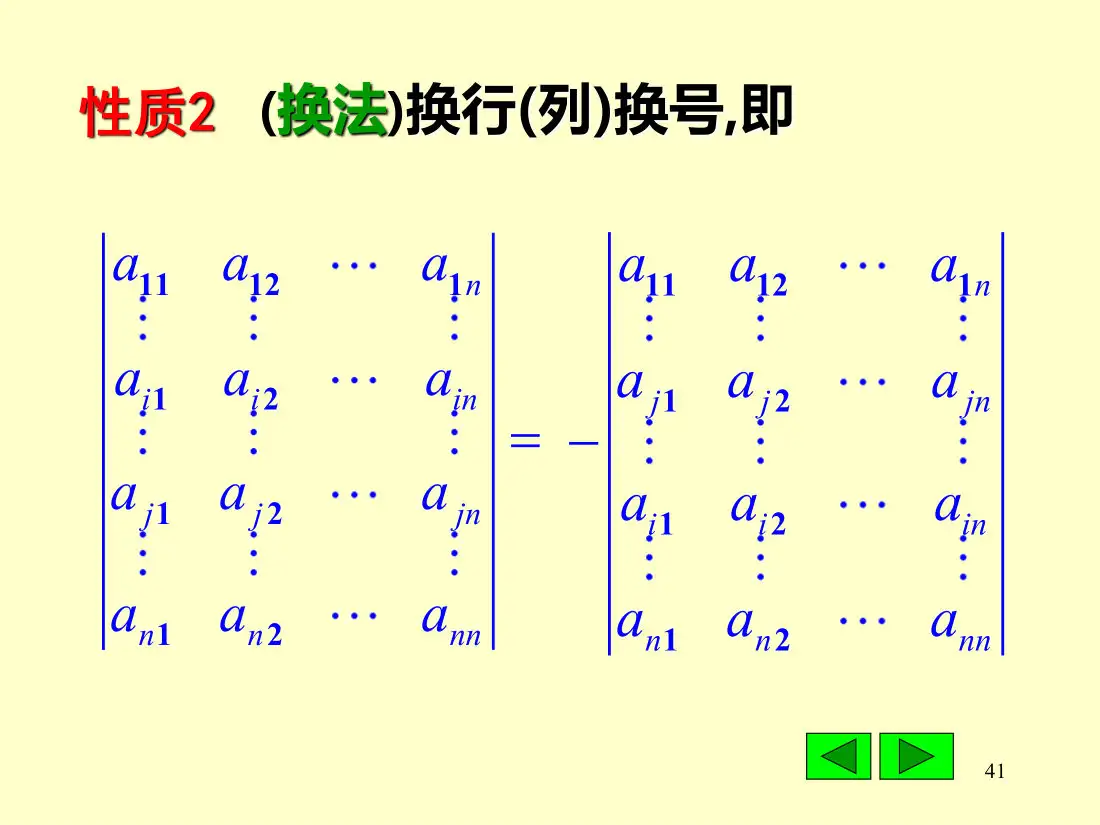 性质2 (换法)换行(列)换号,即
a11 a12 ⋯ a1n a11 a12 ⋯ a1n
⋮ ⋮ ⋮ ⋮ ⋮ ⋮
ai1 ai2 ⋯ ain aj1 aj2 ⋯ ajn
⋮ ⋮ ⋮ = − ⋮ ⋮ ⋮
aj1 aj2 ⋯ ajn ai1 ai2 ⋯ ain
⋮ ⋮ ⋮ ⋮ ⋮ ⋮
an1 an2 ⋯ ann an1 an2 ⋯ ann
41